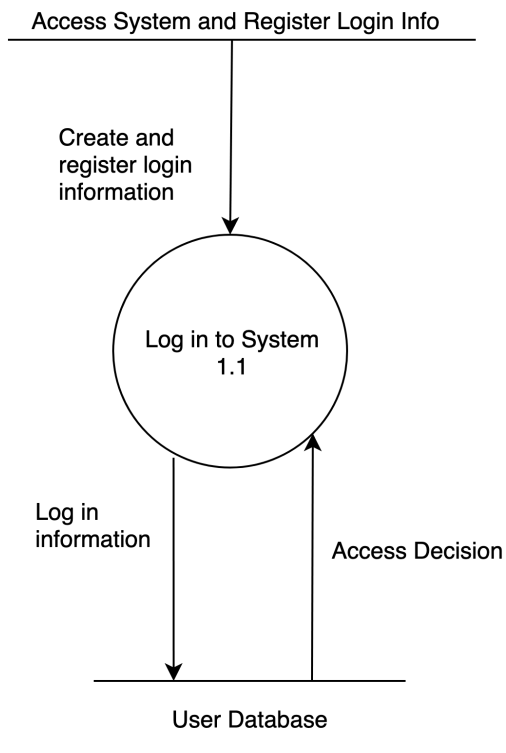 Access System and Register Login Info
Create and
register login
information
Log in to System
1.1
Log in
information
Access Decision
User Database